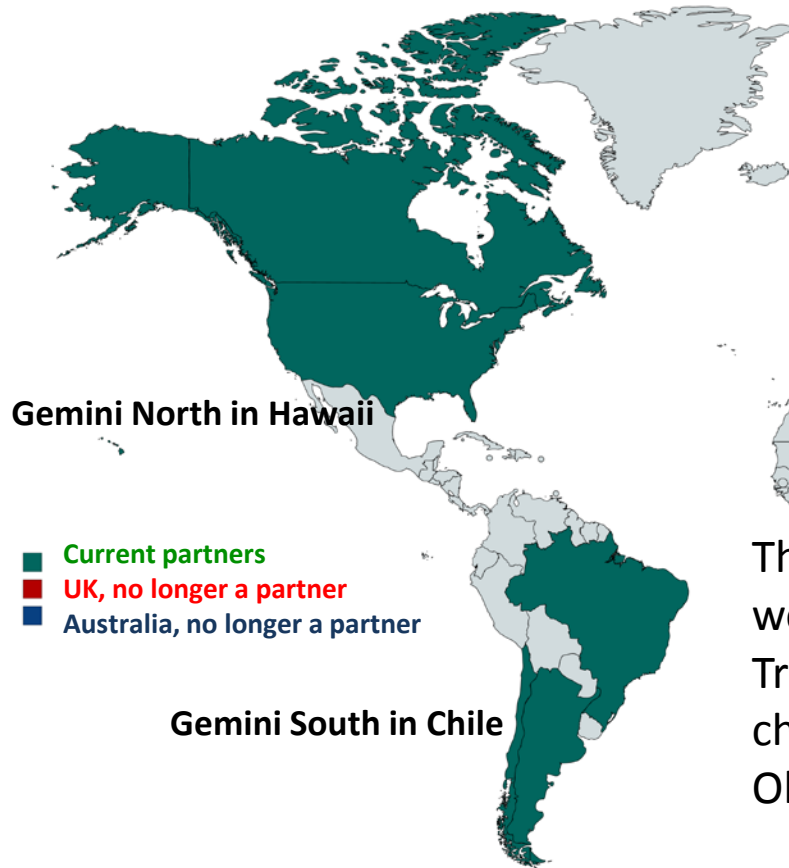 Gemini North in Hawaii
Current partners
UK, no longer a partner
Australia, no longer a partner
Gemini South in Chile